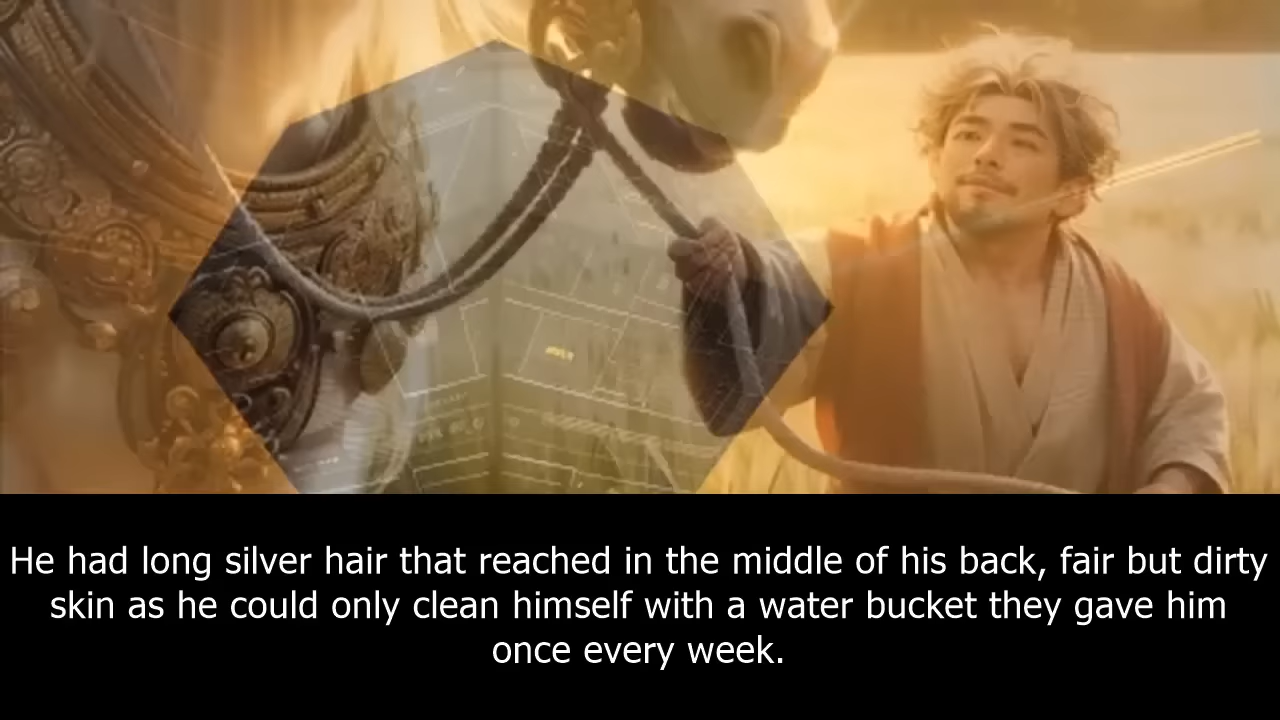 He had long silver hair that reached in the middle of his back, fair but dirty
skin as he could only clean himself with a water bucket they gave him
once every week.